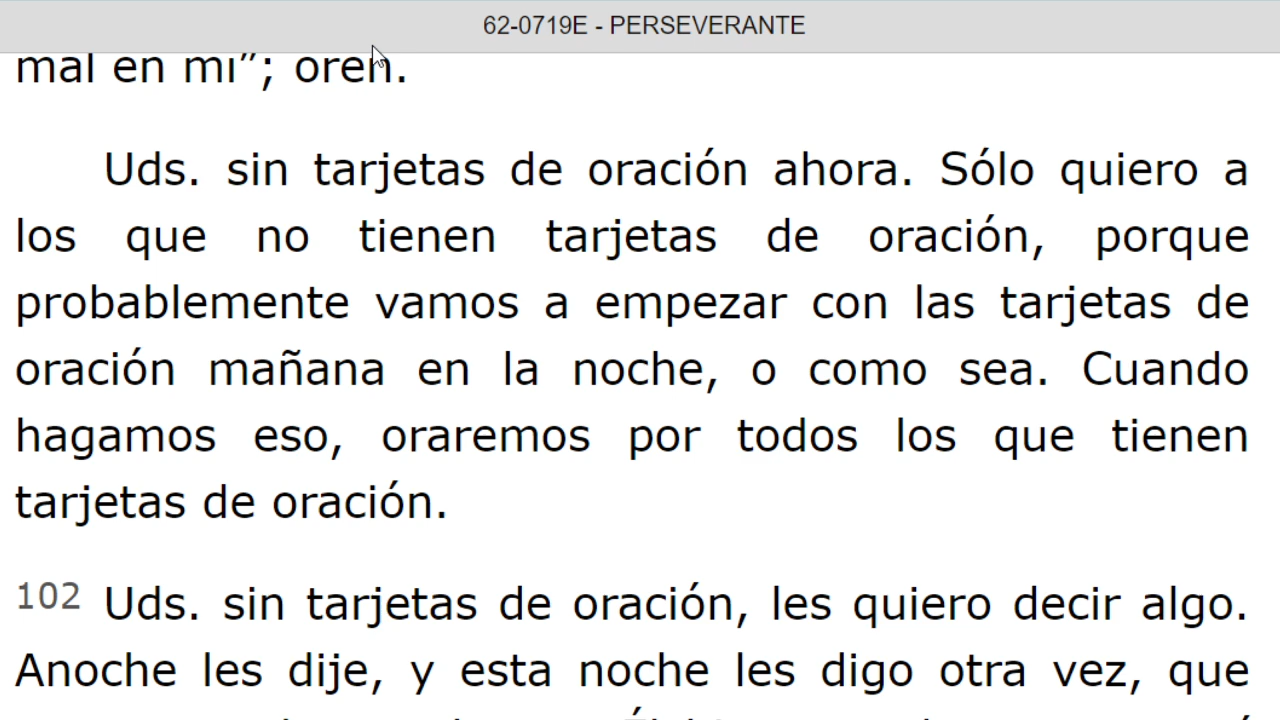 62-0719E - PERSEVERANTE
mal en mí”; oren.
Uds. sin tarjetas de oración ahora. Sólo quiero a
los que no tienen tarjetas de oración, porque
probablemente vamos a empezar con las tarjetas de
oración mañana en la noche, o como sea. Cuando
hagamos eso, oraremos por todos los que tienen
tarjetas de oración.
102 Uds. sin tarjetas de oración, les quiero decir algo.
Anoche les dije, y esta noche les digo otra vez, que